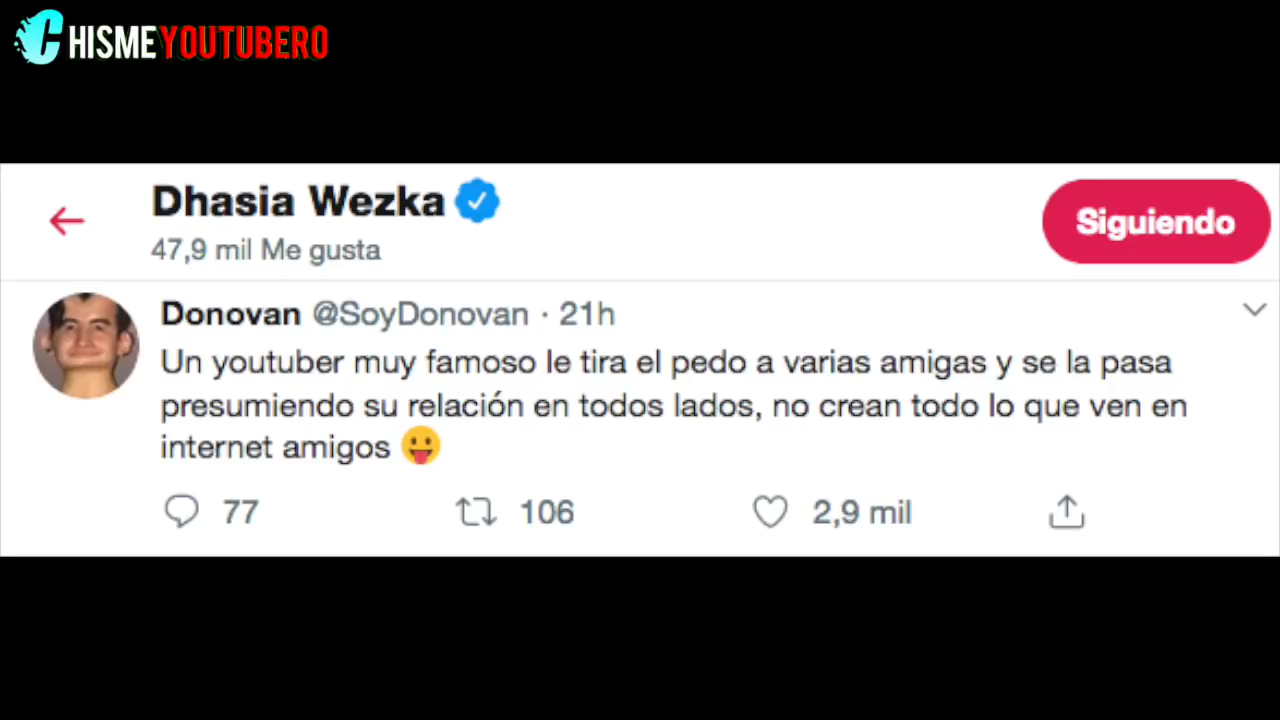 CHISMEYOUTUBERO
Dhasia Wezka
47,9 mil Me gusta
Siguiendo
Donovan @SoyDonovan · 21h
Un youtuber muy famoso le tira el pedo a varias amigas y se la pasa
presumiendo su relación en todos lados, no crean todo lo que ven en
internet amigos 😛
77 106 2,9 mil